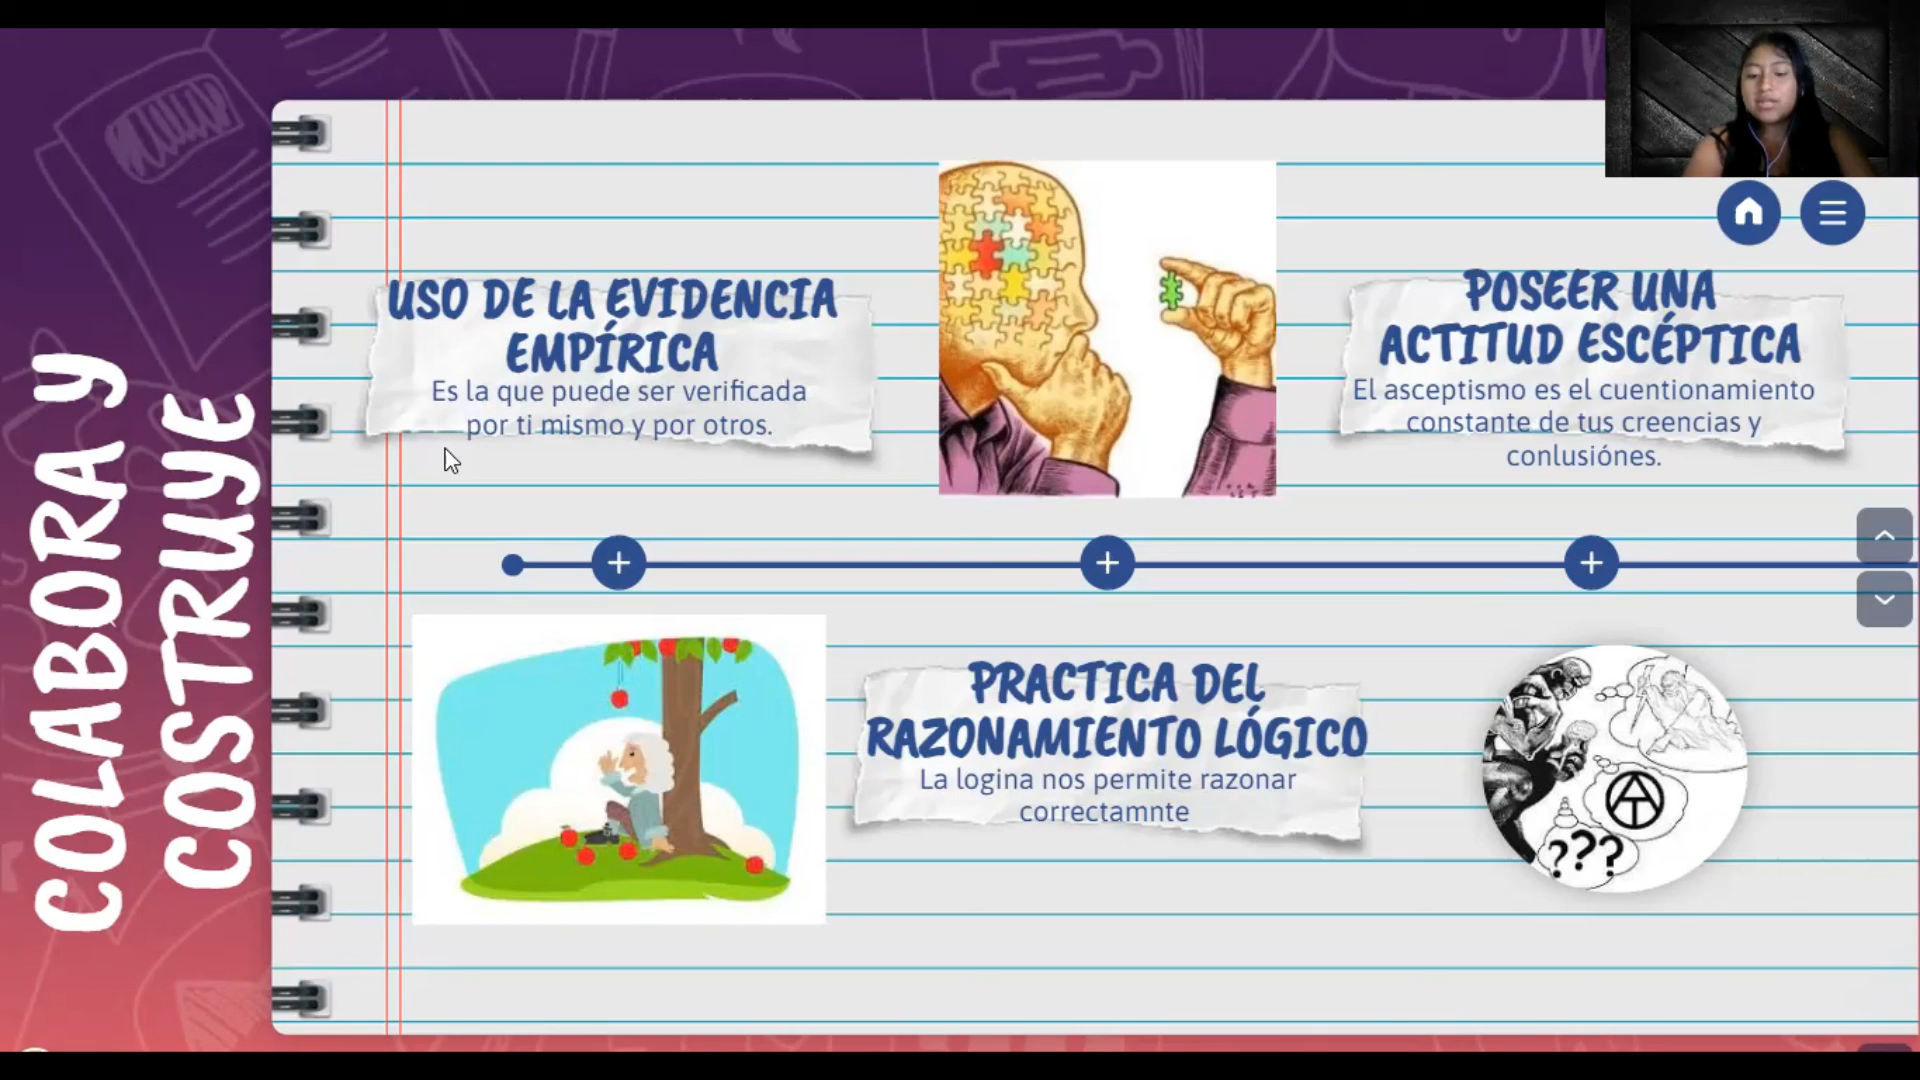 COLABORA Y
COSTRUYE
USO DE LA EVIDENCIA
EMPÍRICA
Es la que puede ser verificada
por ti mismo y por otros.
POSEER UNA
ACTITUD ESCÉPTICA
El asceptismo es el cuentionamiento
constante de tus creencias y
conlusiónes.
PRACTICA DEL
RAZONAMIENTO LÓGICO
La logina nos permite razonar
correctamnte
???